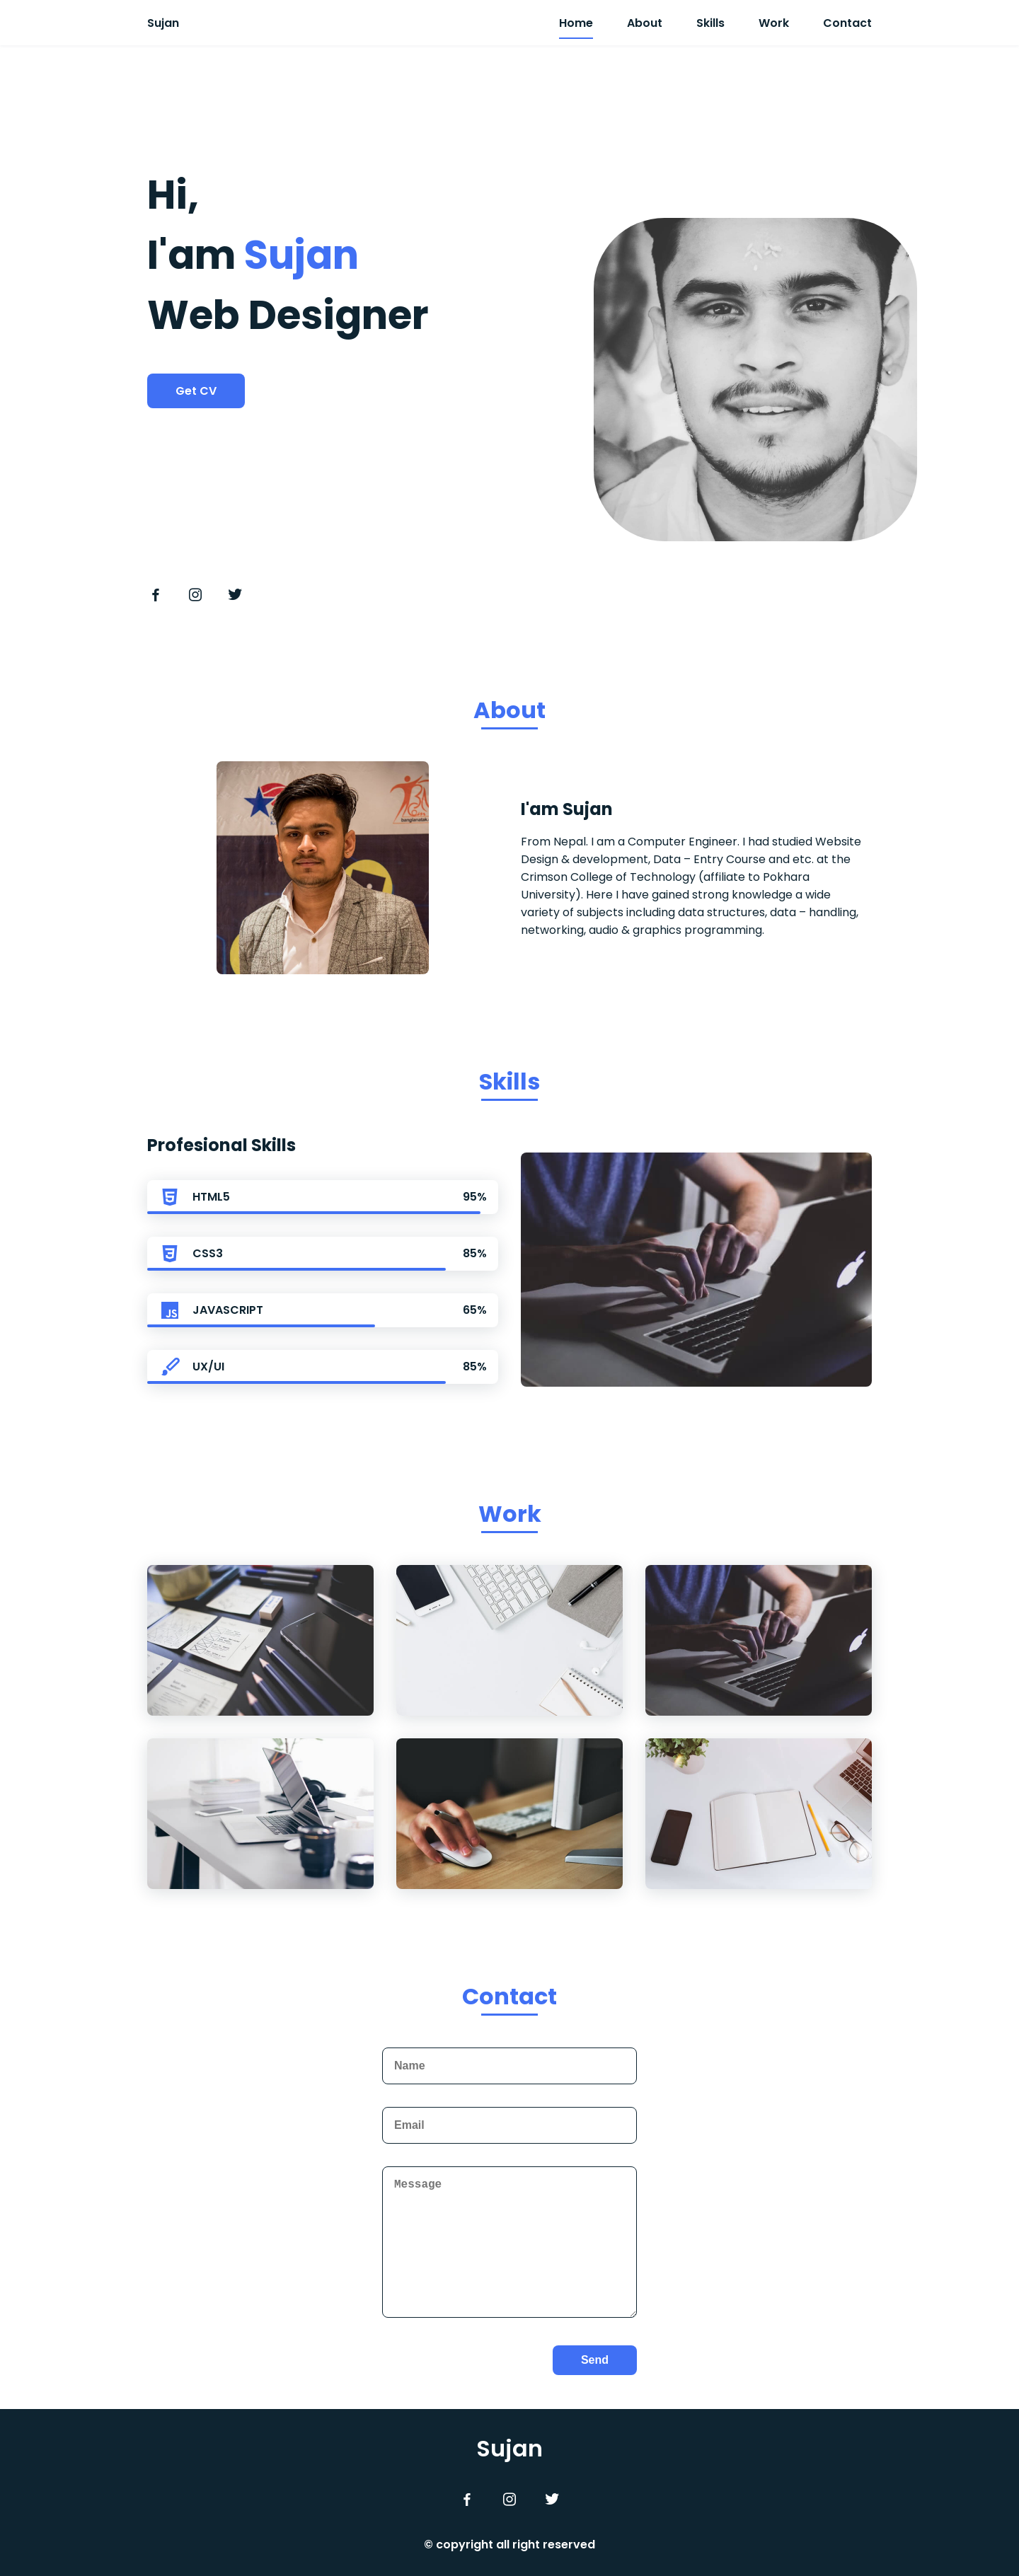 Sujan
Home About Skills Work Contact
Hi,
I'am Sujan
Web Designer
Get CV
About
I'am Sujan
From Nepal. I am a Computer Engineer. I had studied Website
Design & development, Data – Entry Course and etc. at the
Crimson College of Technology (affiliate to Pokhara
University). Here I have gained strong knowledge a wide
variety of subjects including data structures, data – handling,
networking, audio & graphics programming.
Skills
Profesional Skills
HTML5 95%
CSS3 85%
JS JAVASCRIPT 65%
UX/UI 85%
Work
Contact
Name
Email
Message
Send
Sujan
© copyright all right reserved